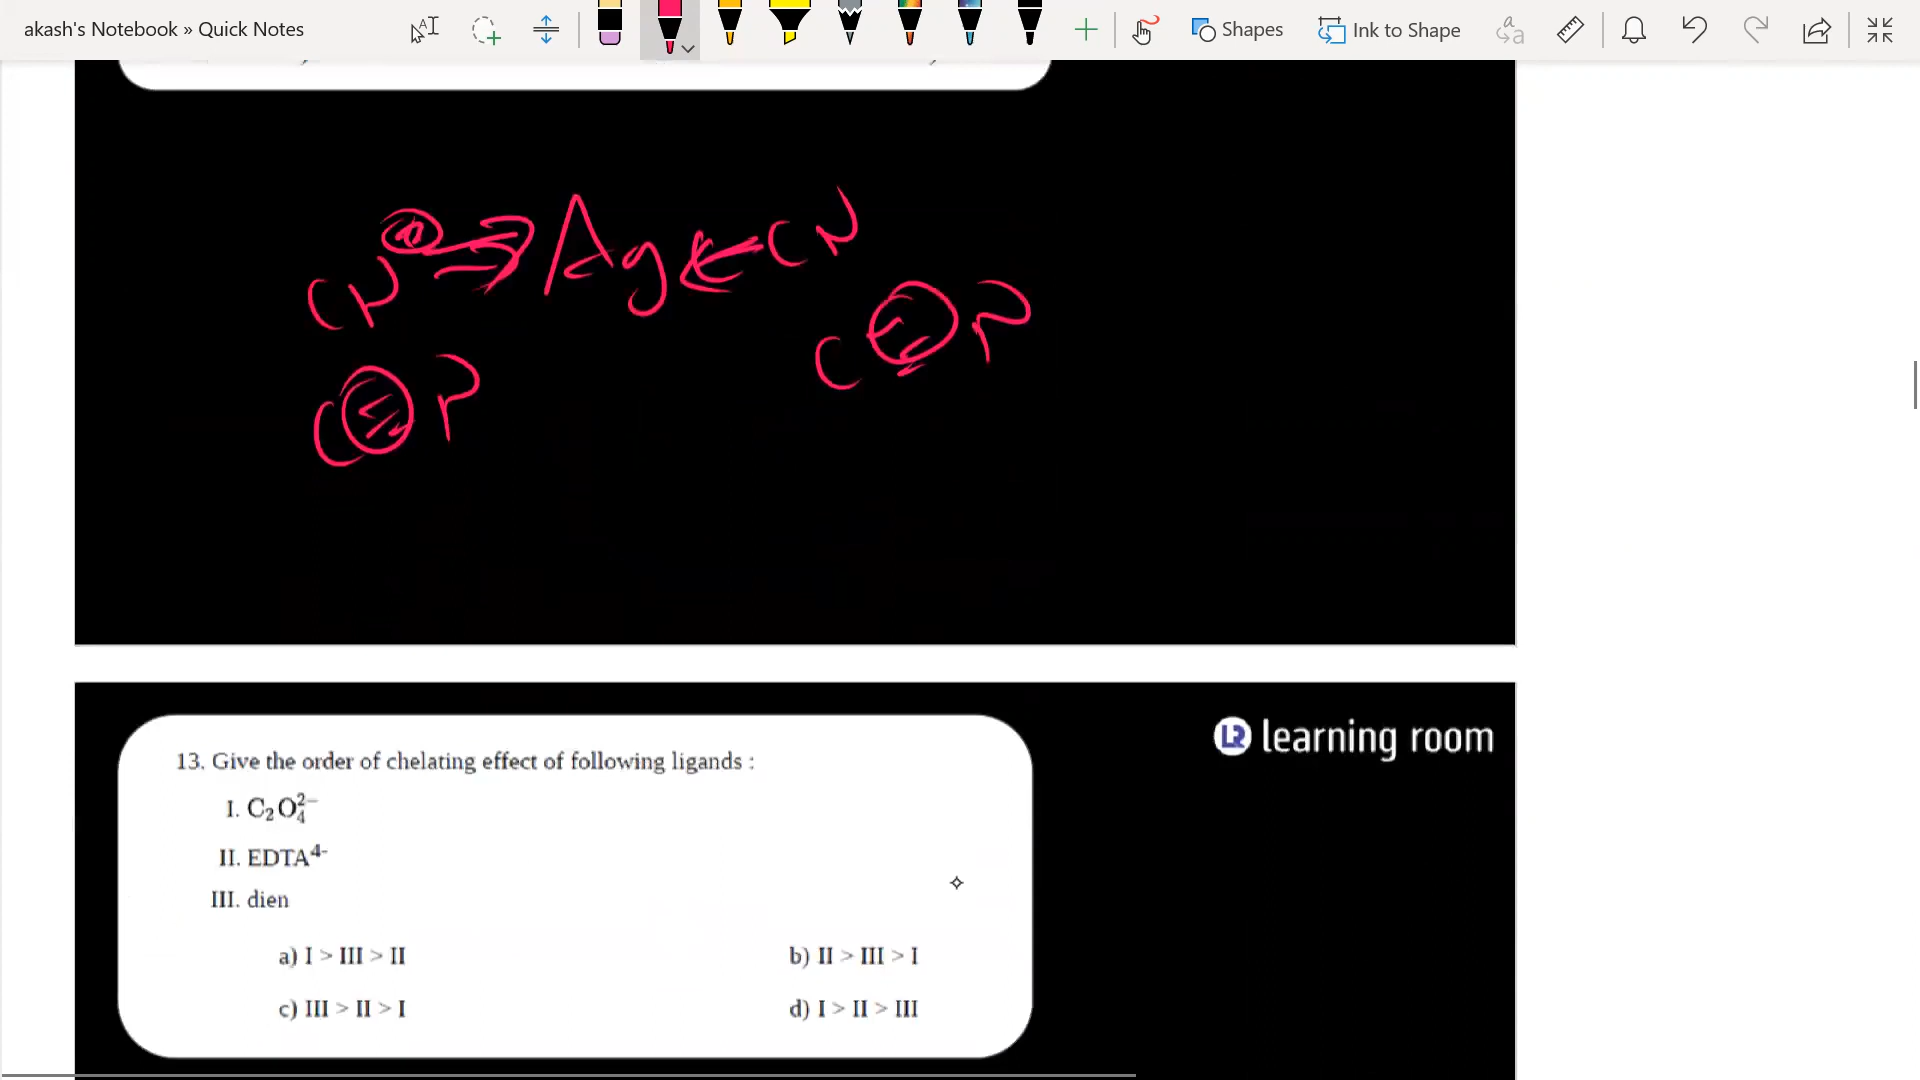 akash's Notebook » Quick Notes
Shapes
Ink to Shape
CN Ag CN
learning room
13. Give the order of chelating effect of following ligands :
I. C₂O₄²⁻
II. EDTA⁴⁻
III. dien
a) I > III > II
b) II > III > I
c) III > II > I
d) I > II > III